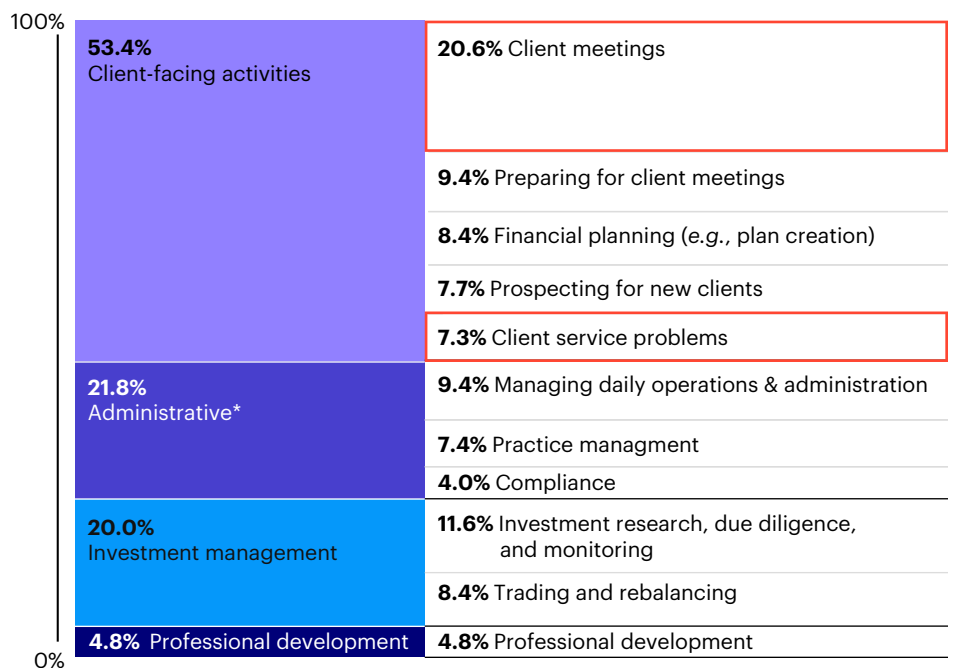 100%
53.4%
Client-facing activities
20.6% Client meetings
9.4% Preparing for client meetings
8.4% Financial planning (e.g., plan creation)
7.7% Prospecting for new clients
7.3% Client service problems
21.8%
Administrative*
9.4% Managing daily operations & administration
7.4% Practice managment
4.0% Compliance
20.0%
Investment management
11.6% Investment research, due diligence,
and monitoring
8.4% Trading and rebalancing
4.8% Professional development
4.8% Professional development
0%